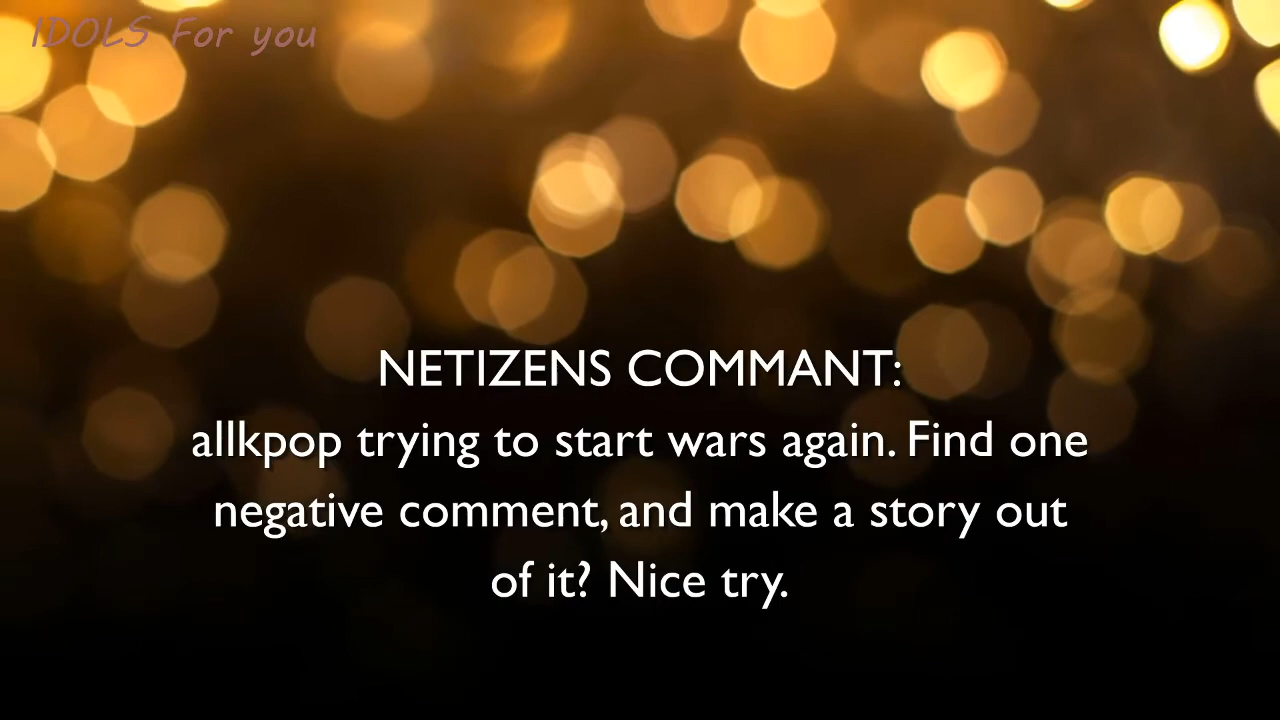 IDOLS For you
NETIZENS COMMANT:
allkpop trying to start wars again. Find one
negative comment, and make a story out
of it? Nice try.